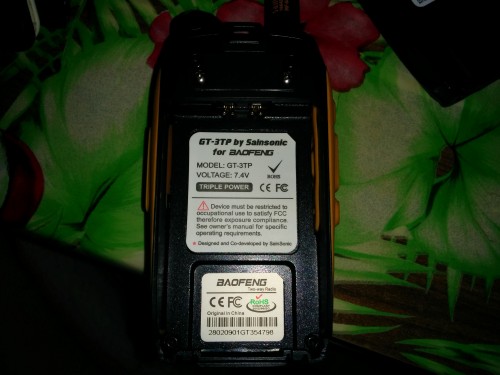 GT-3TP by Sainsonic
for BAOFENG
MODEL: GT-3TP
VOLTAGE: 7.4V
ROHS
TRIPLE POWER CE FC
Device must be restricted to
occupational use to satisfy FCC
therefore exposure compliance.
See owner's manual for specific
operating requirements.
Designed and Co-developed by SainSonic
BAOFENG
Two-way Radio
CE FC RoHS
Original in China
28020901GT354798